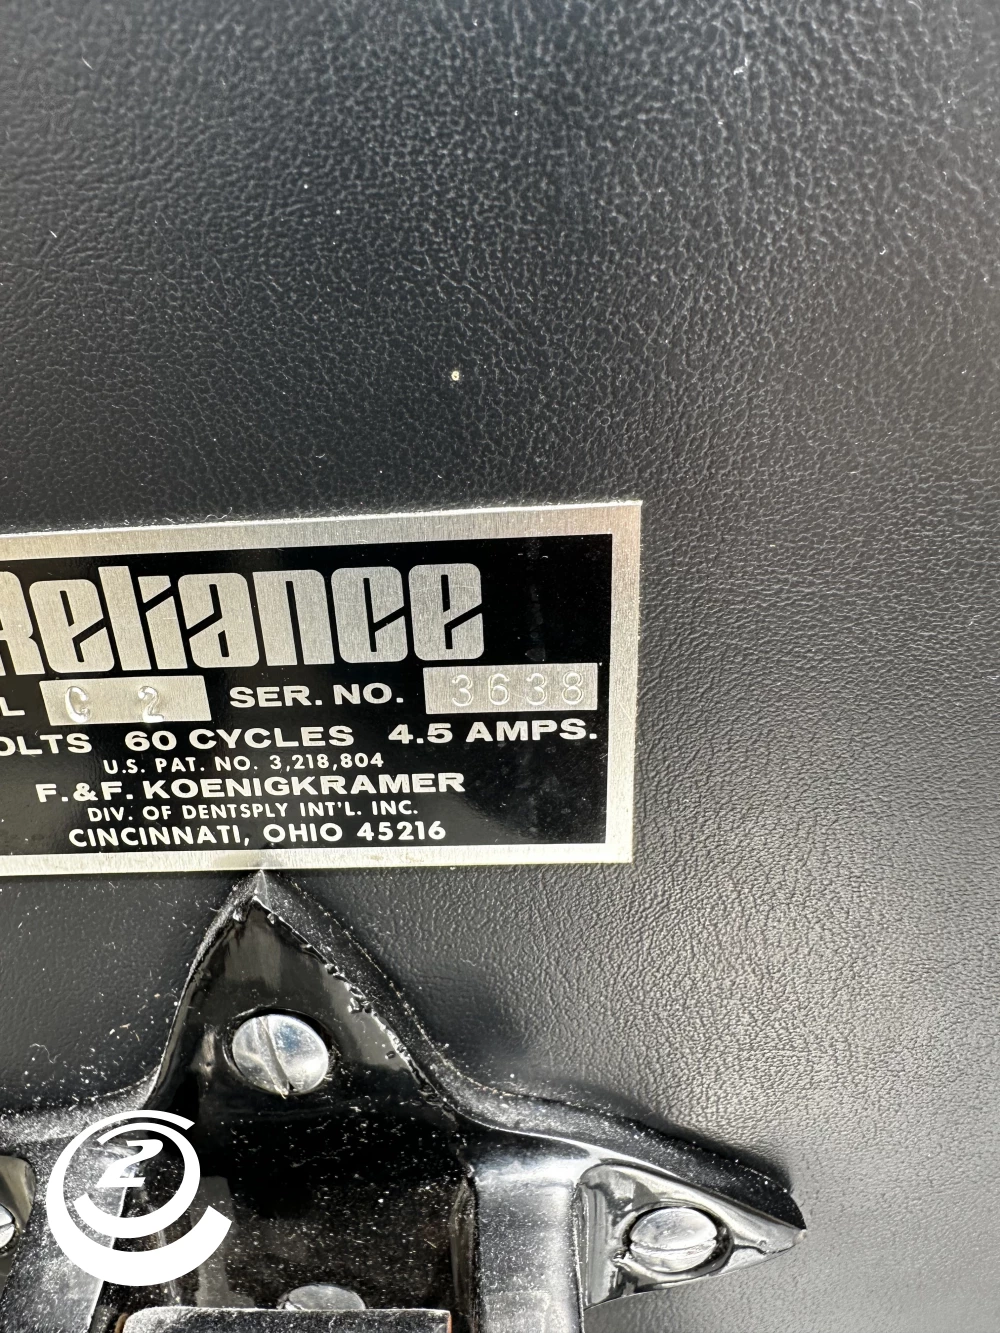 Reliance
L C 2 SER. NO. 3638
OLTS 60 CYCLES 4.5 AMPS.
U.S. PAT. NO. 3,218,804
F. & F. KOENIGKRAMER
DIV. OF DENTSPLY INT'L. INC.
CINCINNATI, OHIO 45216
2